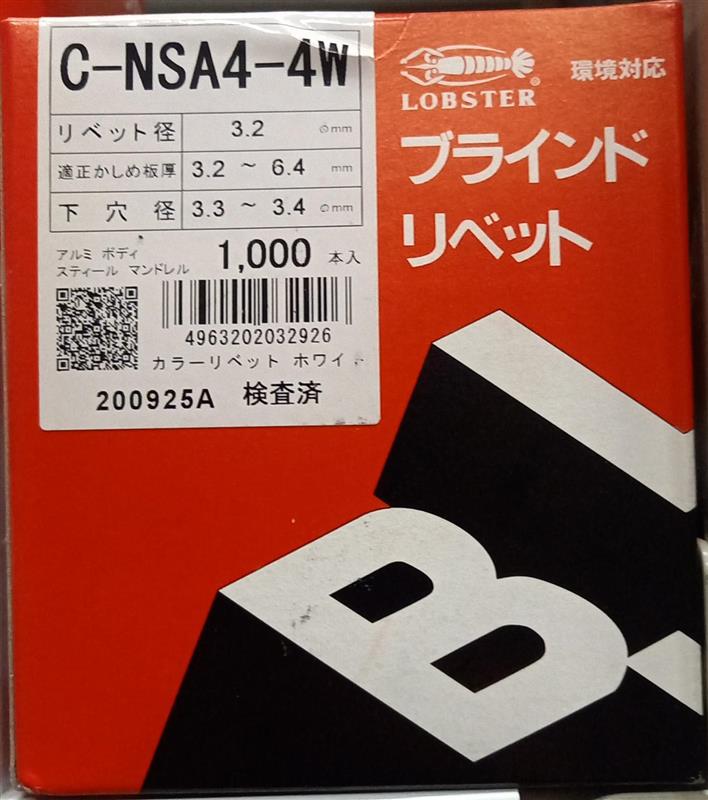 C-NSA4-4W
リベット径 3.2 ∅mm
適正かしめ板厚 3.2 ～ 6.4 mm
下穴径 3.3 ～ 3.4 ∅mm
アルミ ボディ
スティール マンドレル
1,000 本入
4963202032926
カラーリベット ホワイ
200925A 検査済
LOBSTER®
環境対応
ブラインド
リベット
B